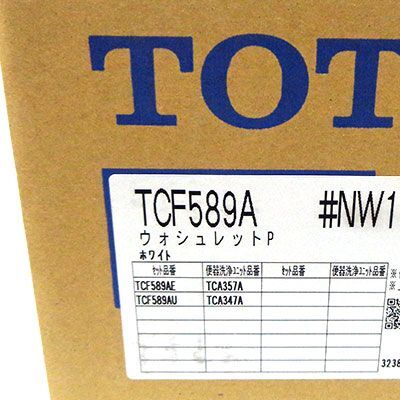 TOT
TCF589A #NW1
ウォシュレットP
ホワイト
セット品番 便器洗浄ユニット品番 セット品番 便器洗浄ユニット品番
TCF589AE TCA357A
TCF589AU TCA347A
3238